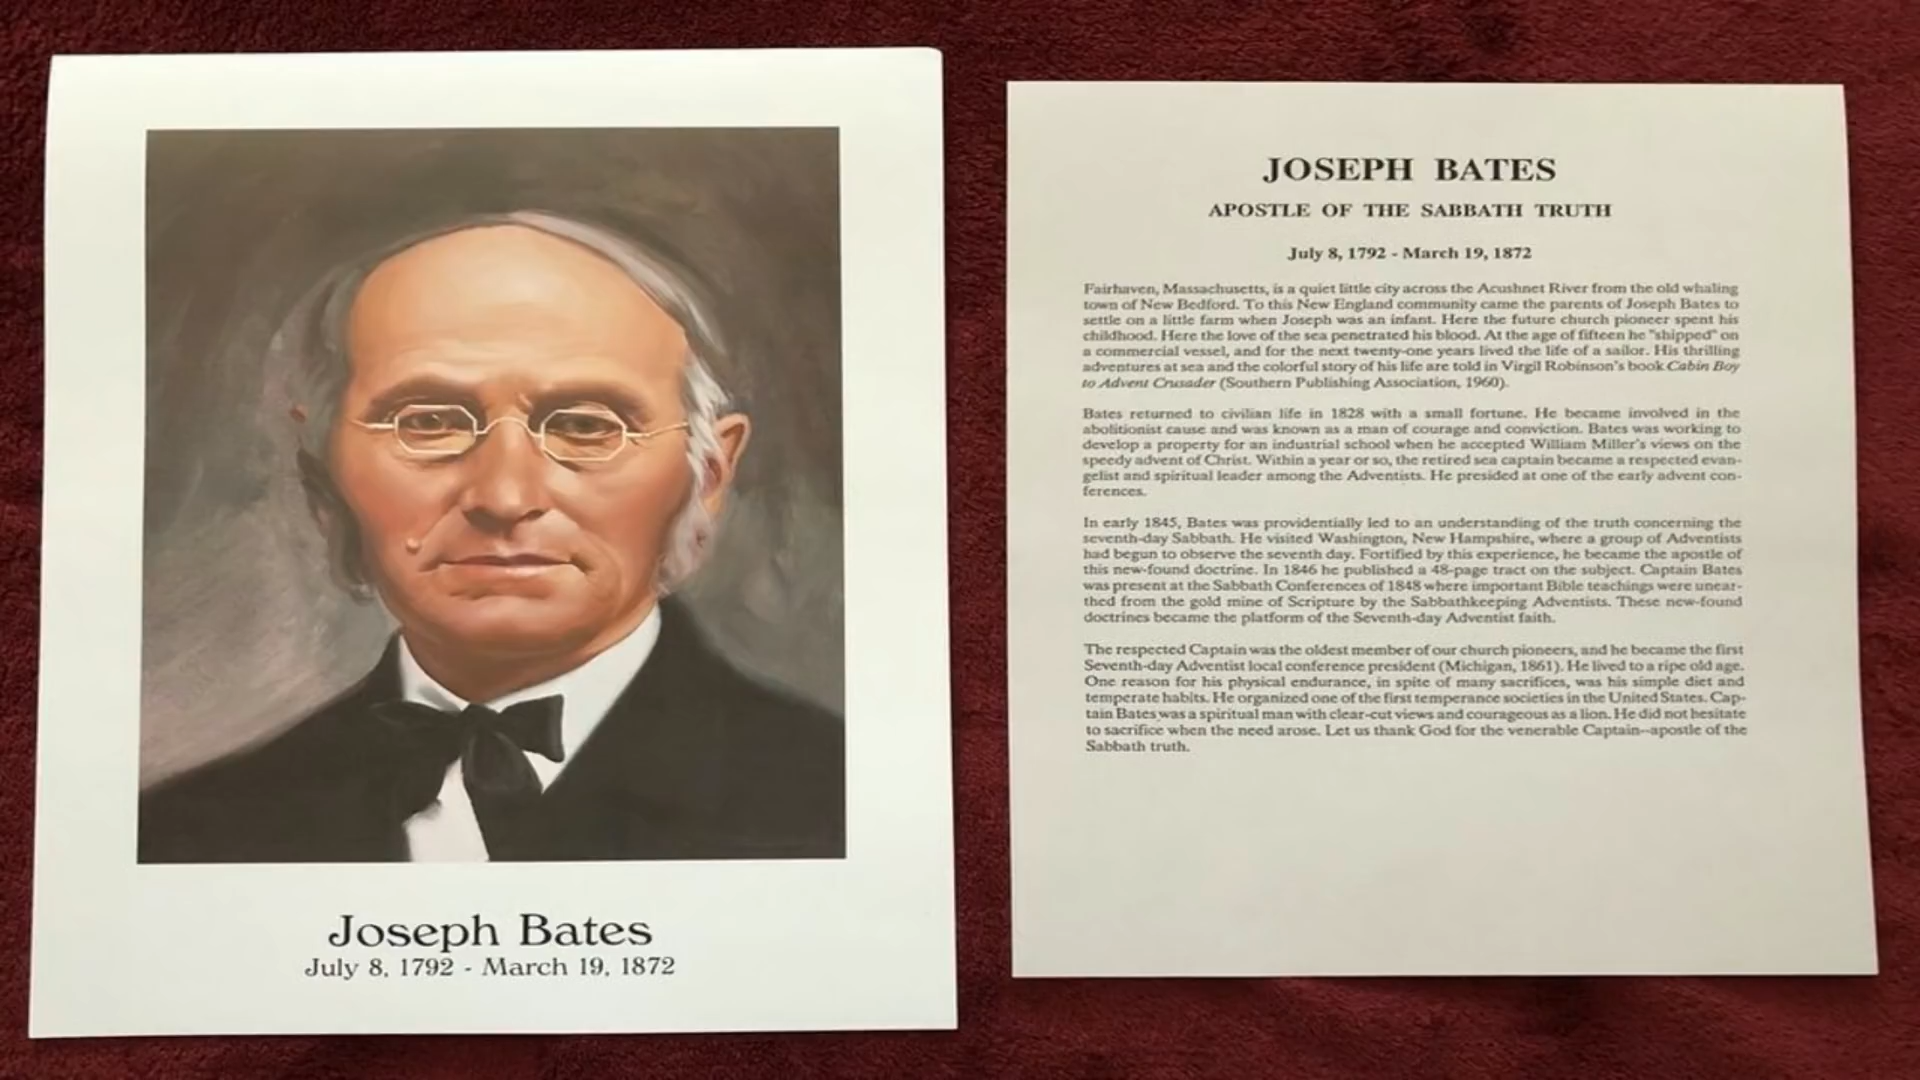 Joseph Bates
July 8, 1792 - March 19, 1872
JOSEPH BATES
APOSTLE OF THE SABBATH TRUTH
July 8, 1792 - March 19, 1872
Fairhaven, Massachusetts, is a quiet little city across the Acushnet River from the old whaling
town of New Bedford. To this New England community came the parents of Joseph Bates to
settle on a little farm when Joseph was an infant. Here the future church pioneer spent his
childhood. Here the love of the sea penetrated his blood. At the age of fifteen he "shipped" on
a commercial vessel, and for the next twenty-one years lived the life of a sailor. His thrilling
adventures at sea and the colorful story of his life are told in Virgil Robinson's book Cabin Boy
to Advent Crusader (Southern Publishing Association, 1960).
Bates returned to civilian life in 1828 with a small fortune. He became involved in the
abolitionist cause and was known as a man of courage and conviction. Bates was working to
develop a property for an industrial school when he accepted William Miller's views on the
speedy advent of Christ. Within a year or so, the retired sea captain became a respected evan-
gelist and spiritual leader among the Adventists. He presided at one of the early advent con-
ferences.
In early 1845, Bates was providentially led to an understanding of the truth concerning the
seventh-day Sabbath. He visited Washington, New Hampshire, where a group of Adventists
had begun to observe the seventh day. Fortified by this experience, he became the apostle of
this new-found doctrine. In 1846 he published a 48-page tract on the subject. Captain Bates
was present at the Sabbath Conferences of 1848 where important Bible teachings were unear-
thed from the gold mine of Scripture by the Sabbathkeeping Adventists. These new-found
doctrines became the platform of the Seventh-day Adventist faith.
The respected Captain was the oldest member of our church pioneers, and he became the first
Seventh-day Adventist local conference president (Michigan, 1861). He lived to a ripe old age.
One reason for his physical endurance, in spite of many sacrifices, was his simple diet and
temperate habits. He organized one of the first temperance societies in the United States. Cap-
tain Bates was a spiritual man with clear-cut views and courageous as a lion. He did not hesitate
to sacrifice when the need arose. Let us thank God for the venerable Captain--apostle of the
Sabbath truth.